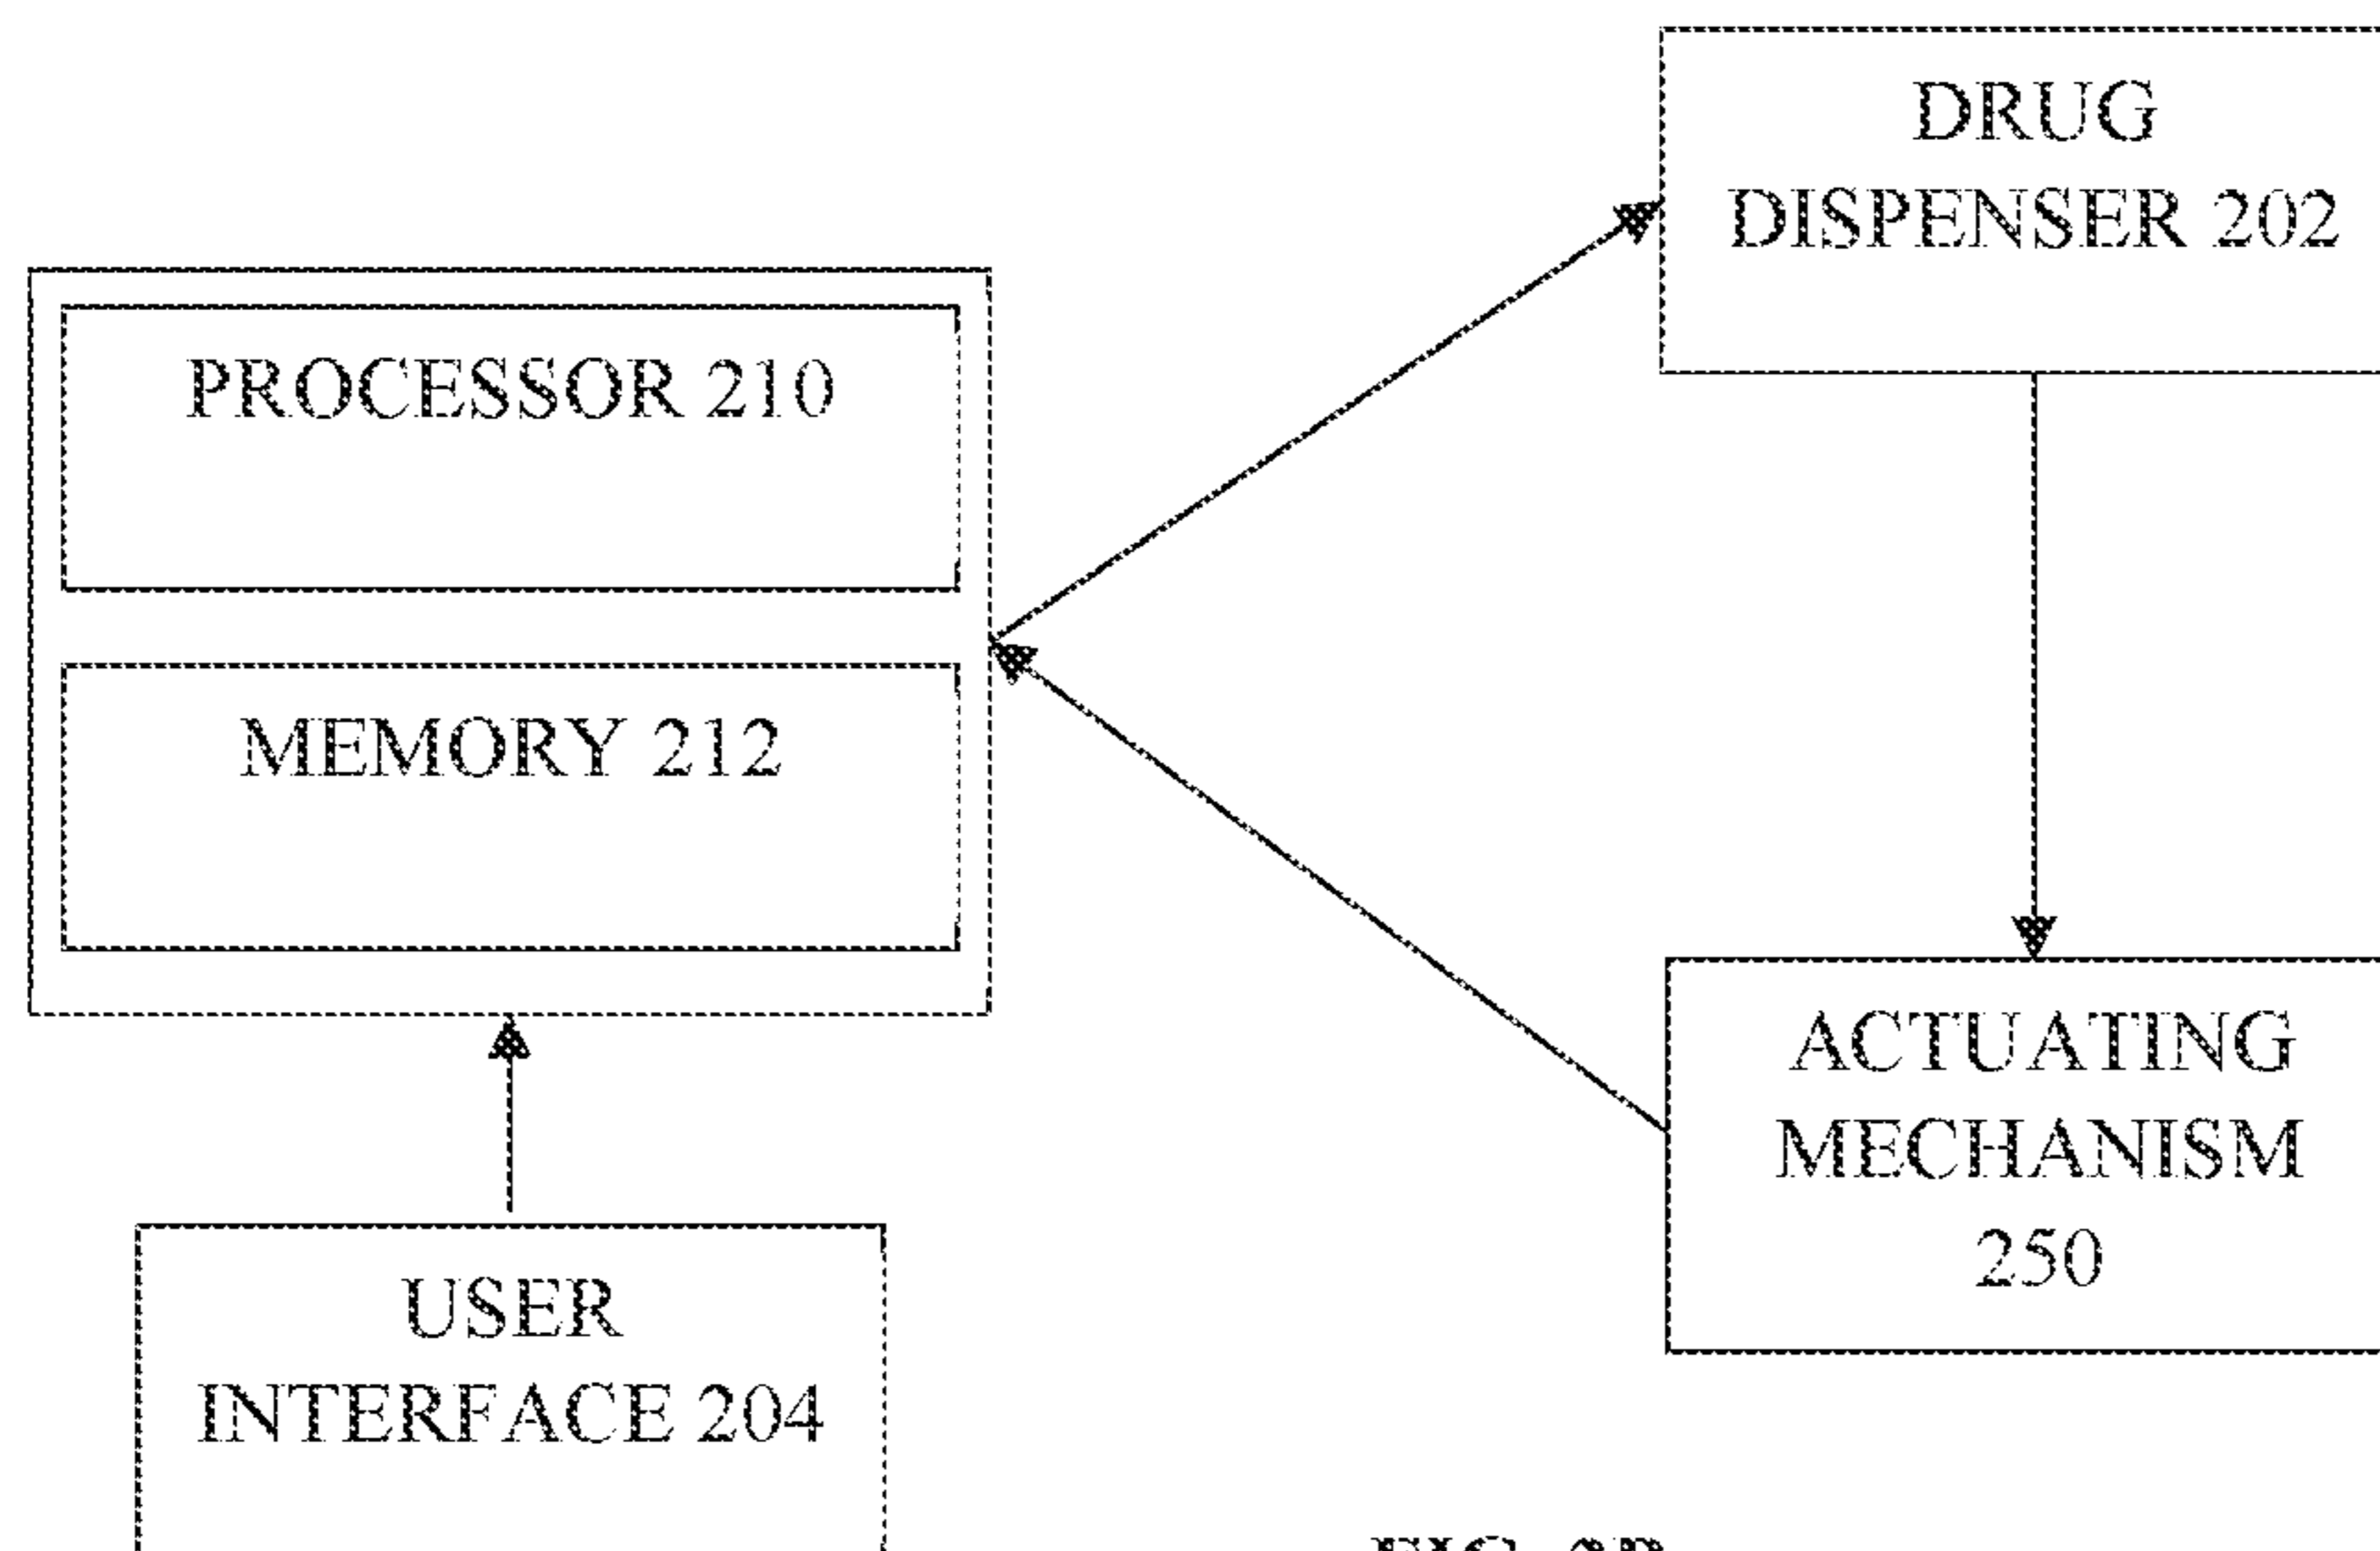 DRUG
DISPENSER 202
PROCESSOR 210
MEMORY 212
ACTUATING
MECHANISM
250
USER
INTERFACE 204